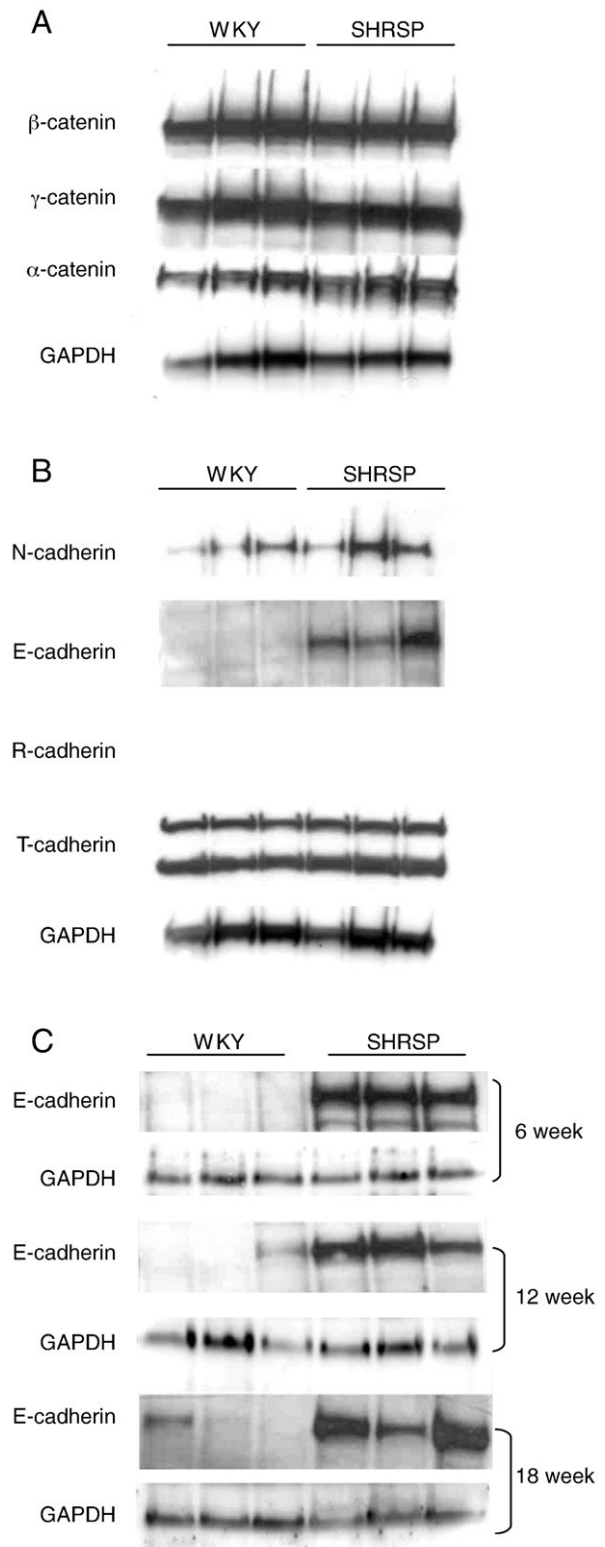 A
WKY SHRSP
β-catenin
γ-catenin
α-catenin
GAPDH
B
WKY SHRSP
N-cadherin
E-cadherin
R-cadherin
T-cadherin
GAPDH
C
WKY SHRSP
E-cadherin
6 week
GAPDH
E-cadherin
12 week
GAPDH
E-cadherin
18 week
GAPDH